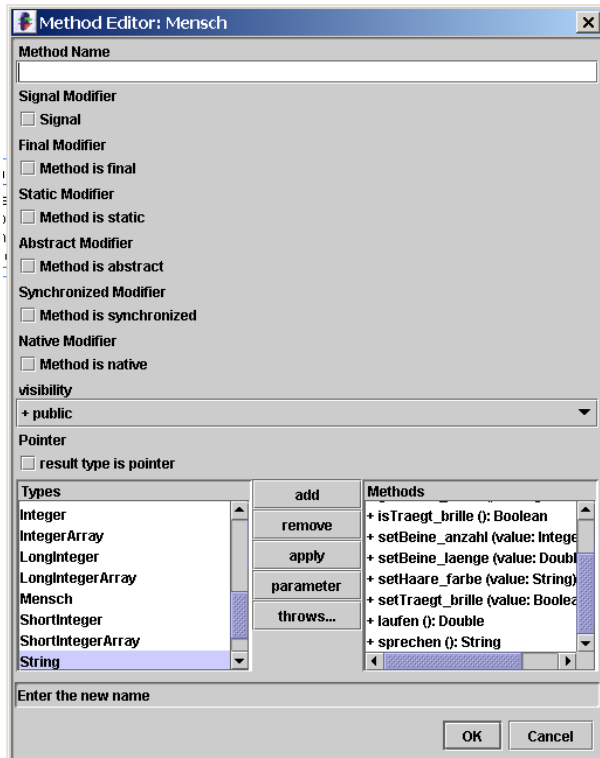 Method Editor: Mensch
Method Name
Signal Modifier
Signal
Final Modifier
Method is final
Static Modifier
Method is static
Abstract Modifier
Method is abstract
Synchronized Modifier
Method is synchronized
Native Modifier
Method is native
visibility
+ public
Pointer
result type is pointer
Types
Integer
IntegerArray
LongInteger
LongIntegerArray
Mensch
ShortInteger
ShortIntegerArray
String
add
remove
apply
parameter
throws...
Methods
+ isTraegt_brille (): Boolean
+ setBeine_anzahl (value: Intege
+ setBeine_laenge (value: Doubl
+ setHaare_farbe (value: String)
+ setTraegt_brille (value: Boolea
+ laufen (): Double
+ sprechen (): String
Enter the new name
OK
Cancel